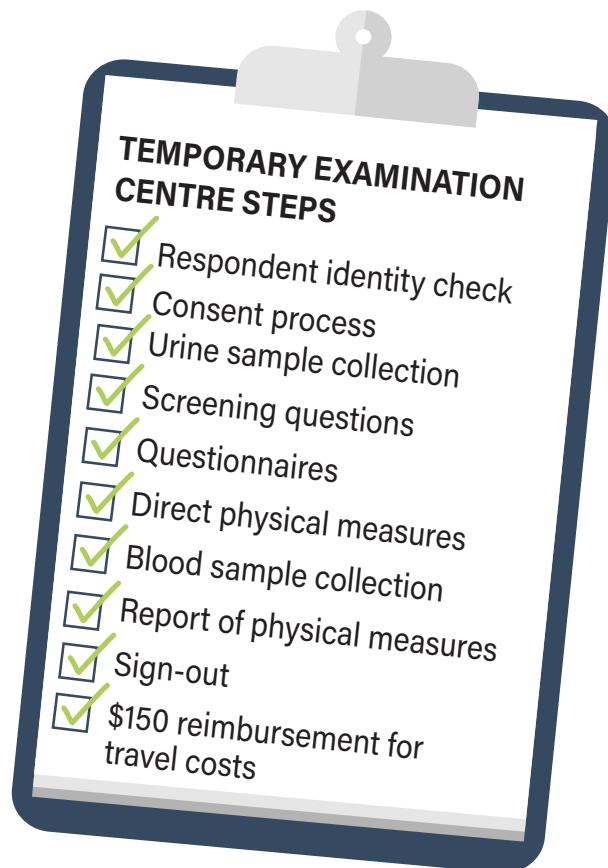 TEMPORARY EXAMINATION
CENTRE STEPS
Respondent identity check
Consent process
Urine sample collection
Screening questions
Questionnaires
Direct physical measures
Blood sample collection
Report of physical measures
Sign-out
$150 reimbursement for
travel costs